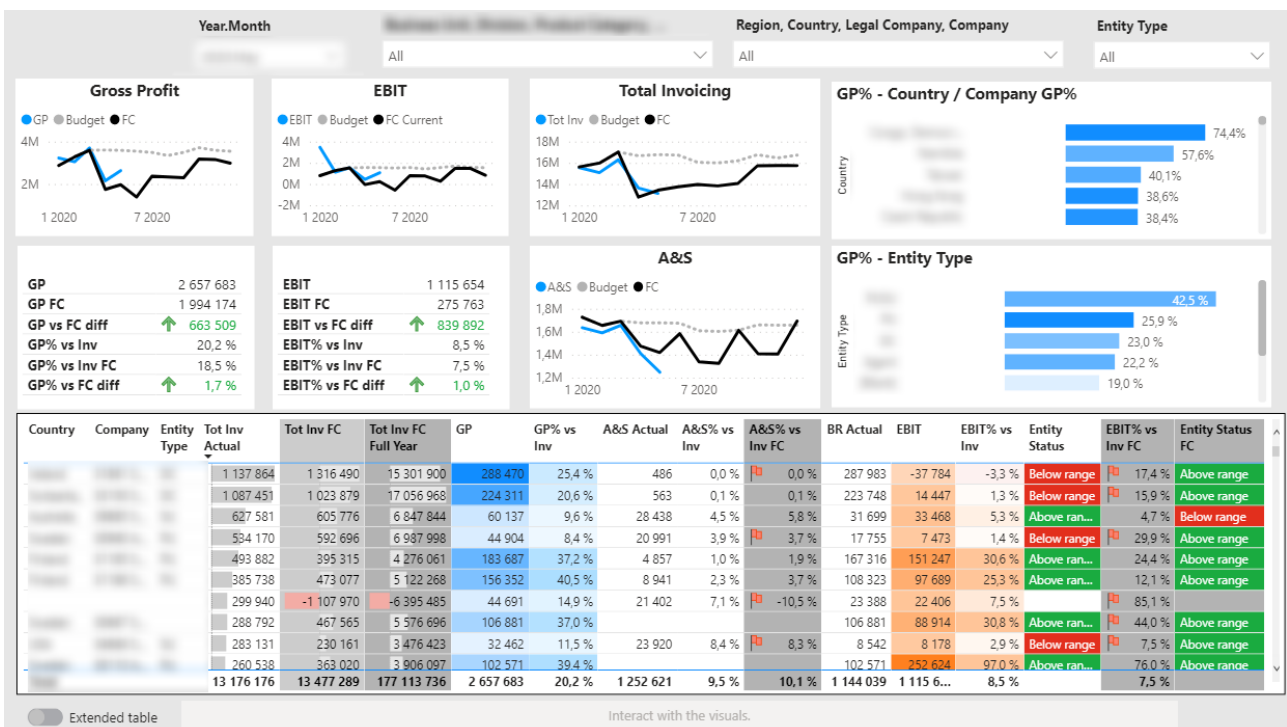 Year.Month
Region, Country, Legal Company, Company
Entity Type
All
All
All
Gross Profit
GP Budget FC
4M
2M
1 2020 7 2020
EBIT
EBIT Budget FC Current
4M
2M
0M
-2M
1 2020 7 2020
Total Invoicing
Tot Inv Budget FC
18M
16M
14M
12M
1 2020 7 2020
GP% - Country / Company GP%
Country
74,4%
57,6%
40,1%
38,6%
38,4%
GP 2 657 683
GP FC 1 994 174
GP vs FC diff 663 509
GP% vs Inv 20,2 %
GP% vs Inv FC 18,5 %
GP% vs FC diff 1,7 %
EBIT 1 115 654
EBIT FC 275 763
EBIT vs FC diff 839 892
EBIT% vs Inv 8,5 %
EBIT% vs Inv FC 7,5 %
EBIT% vs FC diff 1,0 %
A&S
A&S Budget FC
1,8M
1,6M
1,4M
1,2M
1 2020 7 2020
GP% - Entity Type
Entity Type
42,5 %
25,9 %
23,0 %
22,2 %
19,0 %
Country Company Entity Type Tot Inv Actual Tot Inv FC Tot Inv FC Full Year GP GP% vs Inv A&S Actual A&S% vs Inv A&S% vs Inv FC BR Actual EBIT EBIT% vs Inv Entity Status EBIT% vs Inv FC Entity Status FC
1 137 864 1 316 490 15 301 900 288 470 25,4 % 486 0,0 % 0,0 % 287 983 -37 784 -3,3 % Below range 17,4 % Above range
1 087 451 1 023 879 17 056 968 224 311 20,6 % 563 0,1 % 0,1 % 223 748 14 447 1,3 % Below range 15,9 % Above range
627 581 605 776 6 847 844 60 137 9,6 % 28 438 4,5 % 5,8 % 31 699 33 468 5,3 % Above ran... 4,7 % Below range
534 170 592 696 6 987 998 44 904 8,4 % 20 991 3,9 % 3,7 % 17 755 7 473 1,4 % Below range 29,9 % Above range
493 882 395 315 4 276 061 183 687 37,2 % 4 857 1,0 % 1,9 % 167 316 151 247 30,6 % Above ran... 24,4 % Above range
385 738 473 077 5 122 268 156 352 40,5 % 8 941 2,3 % 3,7 % 108 323 97 689 25,3 % Above ran... 12,1 % Above range
299 940 -1 107 970 -6 395 485 44 691 14,9 % 21 402 7,1 % -10,5 % 23 388 22 406 7,5 % 85,1 %
288 792 467 565 5 576 696 106 881 37,0 % 106 881 88 914 30,8 % Above ran... 44,0 % Above range
283 131 230 161 3 476 423 32 462 11,5 % 23 920 8,4 % 8,3 % 8 542 8 178 2,9 % Below range 7,5 % Above range
260 538 363 020 3 906 097 102 571 39,4 % 102 571 252 624 97,0 % Above ran... 76,0 % Above range
13 176 176 13 477 289 177 113 736 2 657 683 20,2 % 1 252 621 9,5 % 10,1 % 1 144 039 1 115 6... 8,5 % 7,5 %
Extended table
Interact with the visuals.